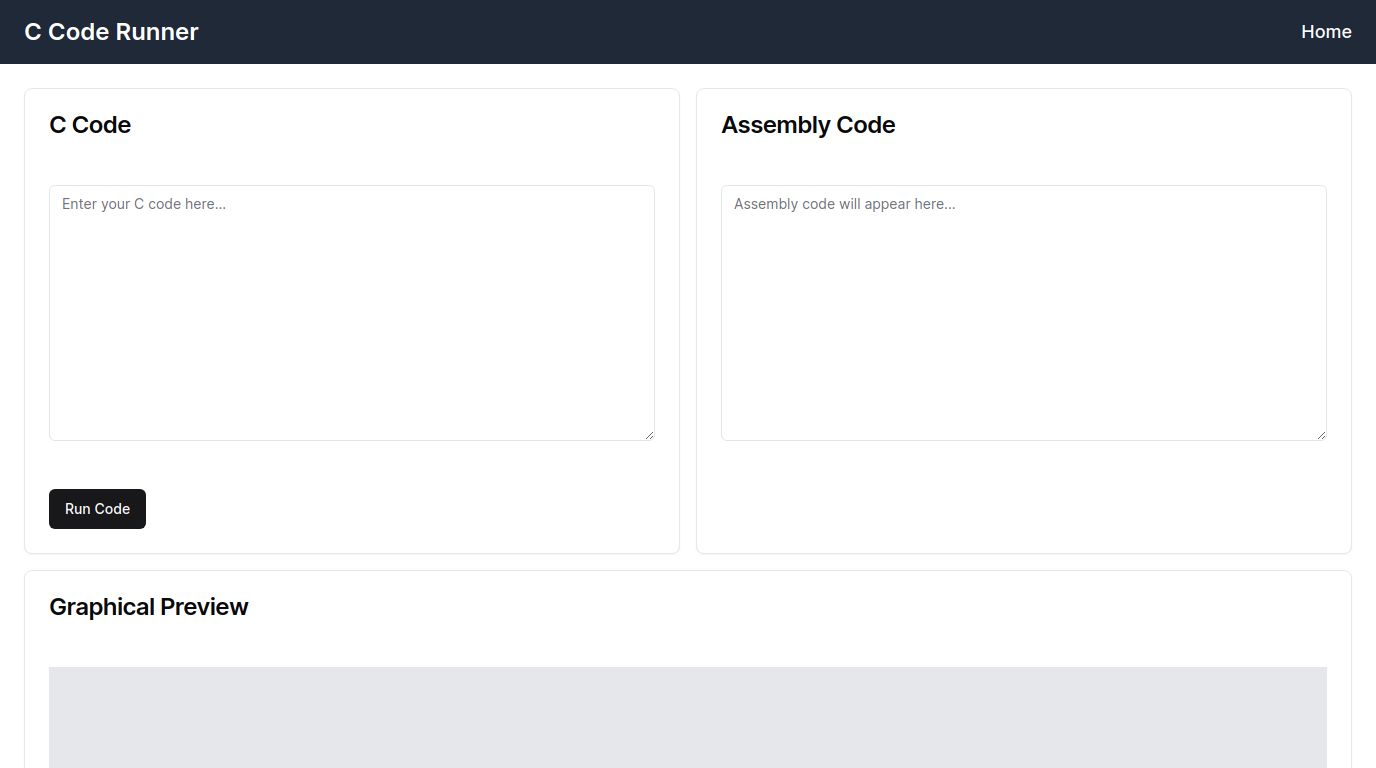 C Code Runner
Home
C Code
Enter your C code here...
Run Code
Assembly Code
Assembly code will appear here...
Graphical Preview